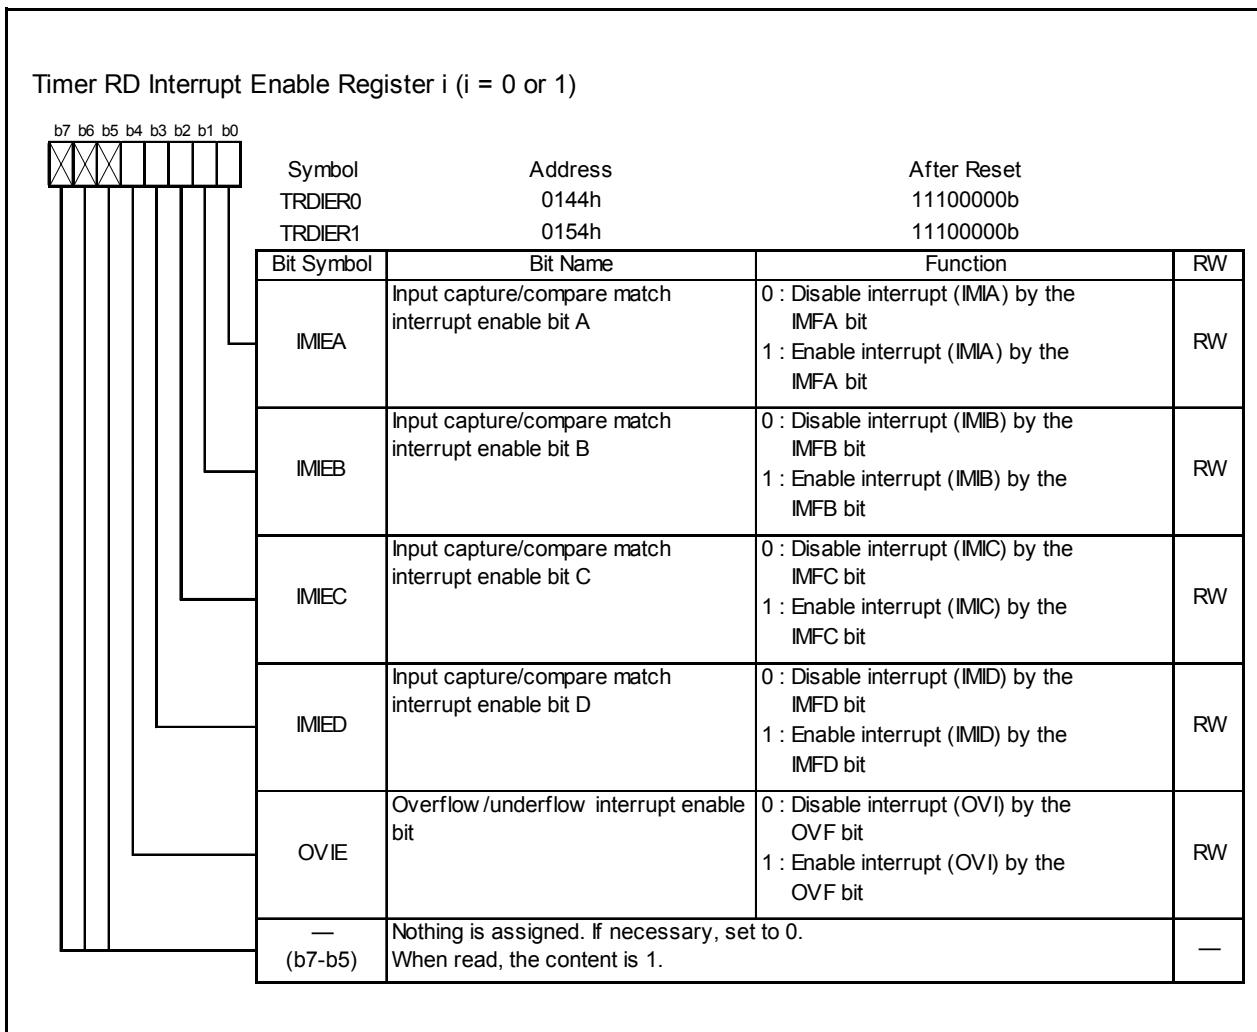 Timer RD Interrupt Enable Register i (i = 0 or 1)
b7 b6 b5 b4 b3 b2 b1 b0
Symbol Address After Reset
TRDIER0 0144h 11100000b
TRDIER1 0154h 11100000b
Bit Symbol Bit Name Function RW
IMIEA
Input capture/compare match
interrupt enable bit A
0 : Disable interrupt (IMIA) by the
IMFA bit
1 : Enable interrupt (IMIA) by the
IMFA bit
RW
IMIEB
Input capture/compare match
interrupt enable bit B
0 : Disable interrupt (IMIB) by the
IMFB bit
1 : Enable interrupt (IMIB) by the
IMFB bit
RW
IMIEC
Input capture/compare match
interrupt enable bit C
0 : Disable interrupt (IMIC) by the
IMFC bit
1 : Enable interrupt (IMIC) by the
IMFC bit
RW
IMIED
Input capture/compare match
interrupt enable bit D
0 : Disable interrupt (IMID) by the
IMFD bit
1 : Enable interrupt (IMID) by the
IMFD bit
RW
OVIE
Overflow/underflow interrupt enable
bit
0 : Disable interrupt (OVI) by the
OVF bit
1 : Enable interrupt (OVI) by the
OVF bit
RW
—
(b7-b5)
Nothing is assigned. If necessary, set to 0.
When read, the content is 1.
—